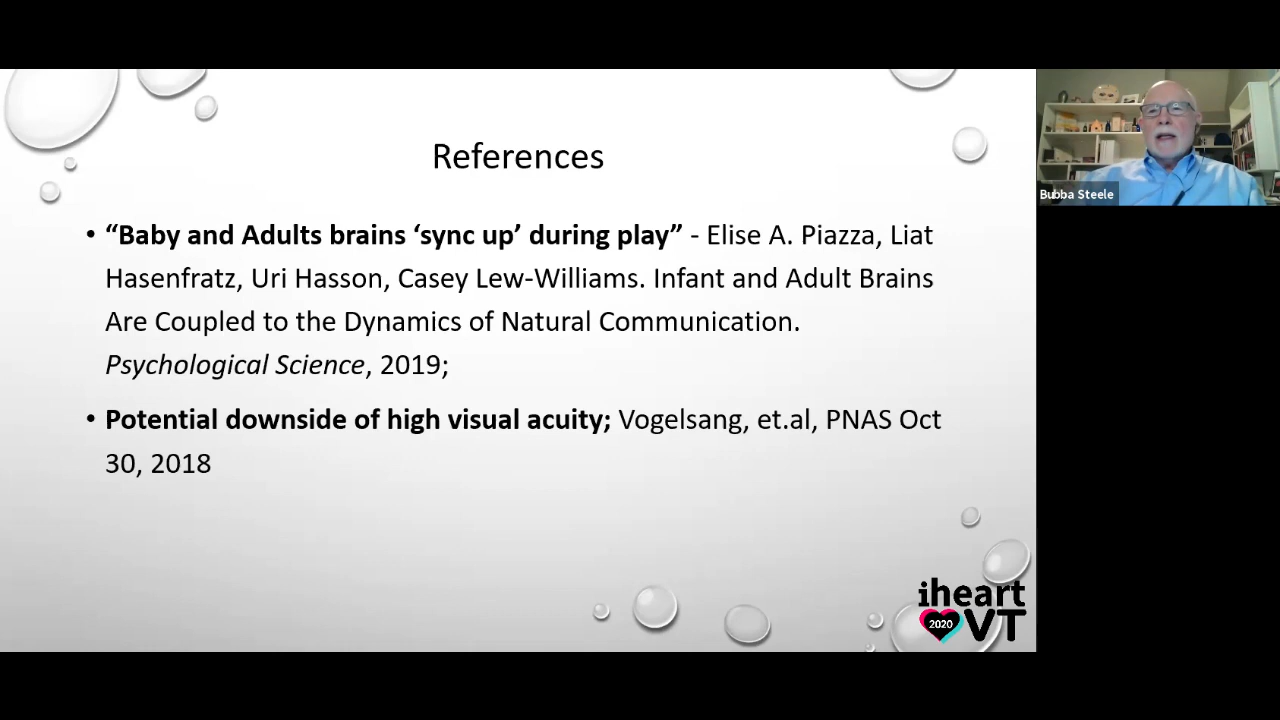 References
• “Baby and Adults brains ‘sync up’ during play” - Elise A. Piazza, Liat
Hasenfratz, Uri Hasson, Casey Lew-Williams. Infant and Adult Brains
Are Coupled to the Dynamics of Natural Communication.
Psychological Science, 2019;
• Potential downside of high visual acuity; Vogelsang, et.al, PNAS Oct
30, 2018
Bubba Steele
iheart
2020 VT